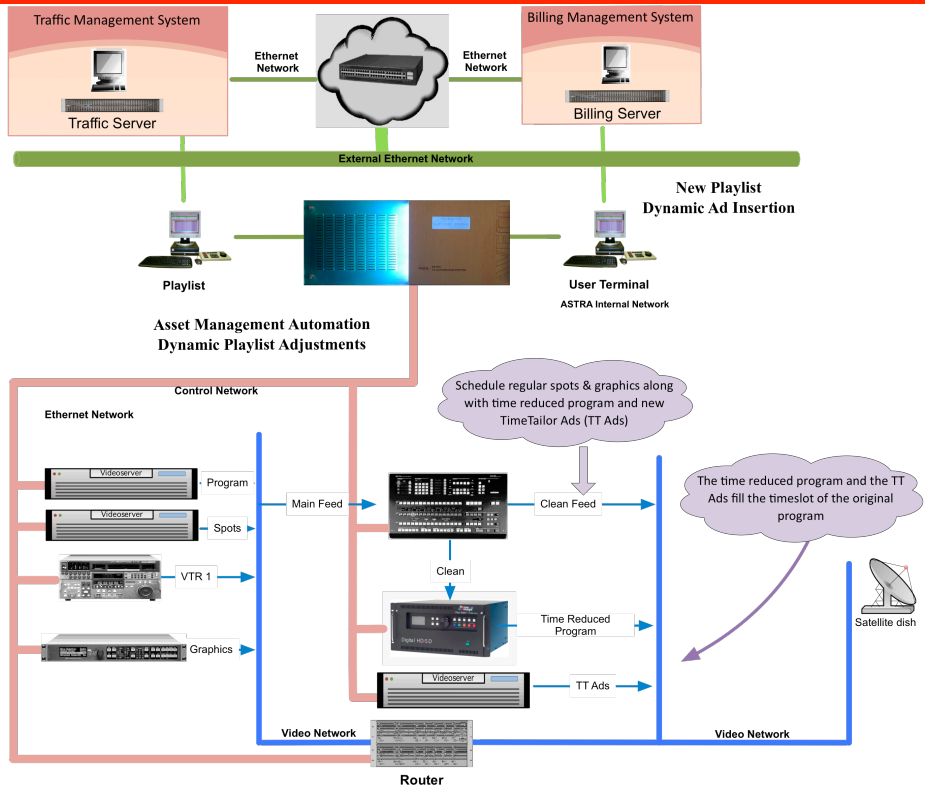 Traffic Management System
Billing Management System
Ethernet
Network
Ethernet
Network
Traffic Server
Billing Server
External Ethernet Network
New Playlist
Dynamic Ad Insertion
Playlist
User Terminal
ASTRA Internal Network
Asset Management Automation
Dynamic Playlist Adjustments
Control Network
Ethernet Network
Schedule regular spots & graphics along
with time reduced program and new
TimeTailor Ads (TT Ads)
Videoserver
Program
Main Feed
Clean Feed
The time reduced program and the TT
Ads fill the timeslot of the original
program
Videoserver
Spots
VTR 1
Clean
Satellite dish
Time Reduced
Program
Digital HD/SD
Graphics
Videoserver
TT Ads
Video Network
Video Network
Router